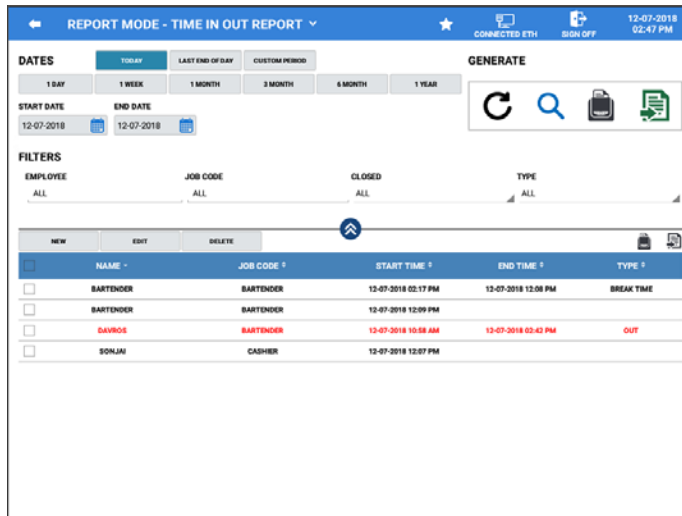 REPORT MODE - TIME IN OUT REPORT
CONNECTED ETH
SIGN OFF
12-07-2018
02:47 PM
DATES
TODAY
LAST END OF DAY
CUSTOM PERIOD
GENERATE
1 DAY
1 WEEK
1 MONTH
3 MONTH
6 MONTH
1 YEAR
START DATE
END DATE
12-07-2018
12-07-2018
FILTERS
EMPLOYEE
JOB CODE
CLOSED
TYPE
ALL
ALL
ALL
ALL
NEW
EDIT
DELETE
NAME
JOB CODE
START TIME
END TIME
TYPE
BARTENDER BARTENDER 12-07-2018 02:17 PM 12-07-2018 12:08 PM BREAK TIME
BARTENDER BARTENDER 12-07-2018 12:09 PM
DAVROS BARTENDER 12-07-2018 10:58 AM 12-07-2018 02:42 PM OUT
SONJAI CASHIER 12-07-2018 12:07 PM